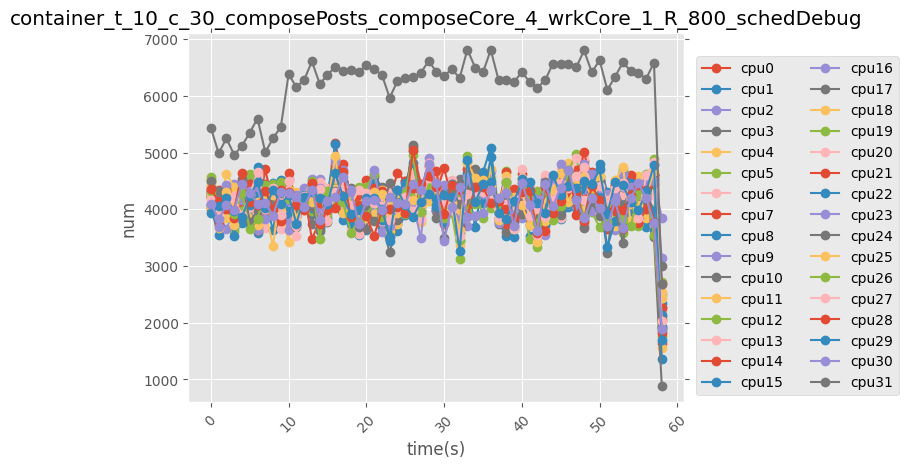 container_t_10_c_30_composePosts_composeCore_4_wrkCore_1_R_800_schedDebug
7000
6000
5000
4000
3000
2000
1000
num
0
10
20
30
40
50
60
time(s)
cpu0
cpu1
cpu2
cpu3
cpu4
cpu5
cpu6
cpu7
cpu8
cpu9
cpu10
cpu11
cpu12
cpu13
cpu14
cpu15
cpu16
cpu17
cpu18
cpu19
cpu20
cpu21
cpu22
cpu23
cpu24
cpu25
cpu26
cpu27
cpu28
cpu29
cpu30
cpu31